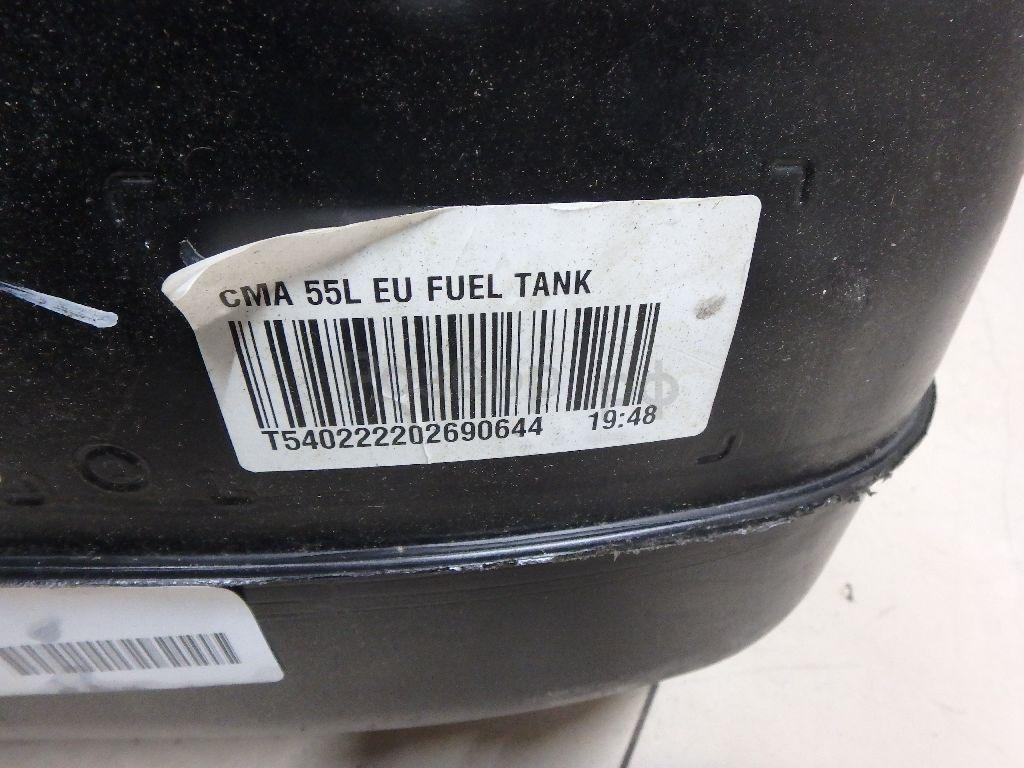 CMA 55L EU FUEL TANK
T540222202690644 19:48